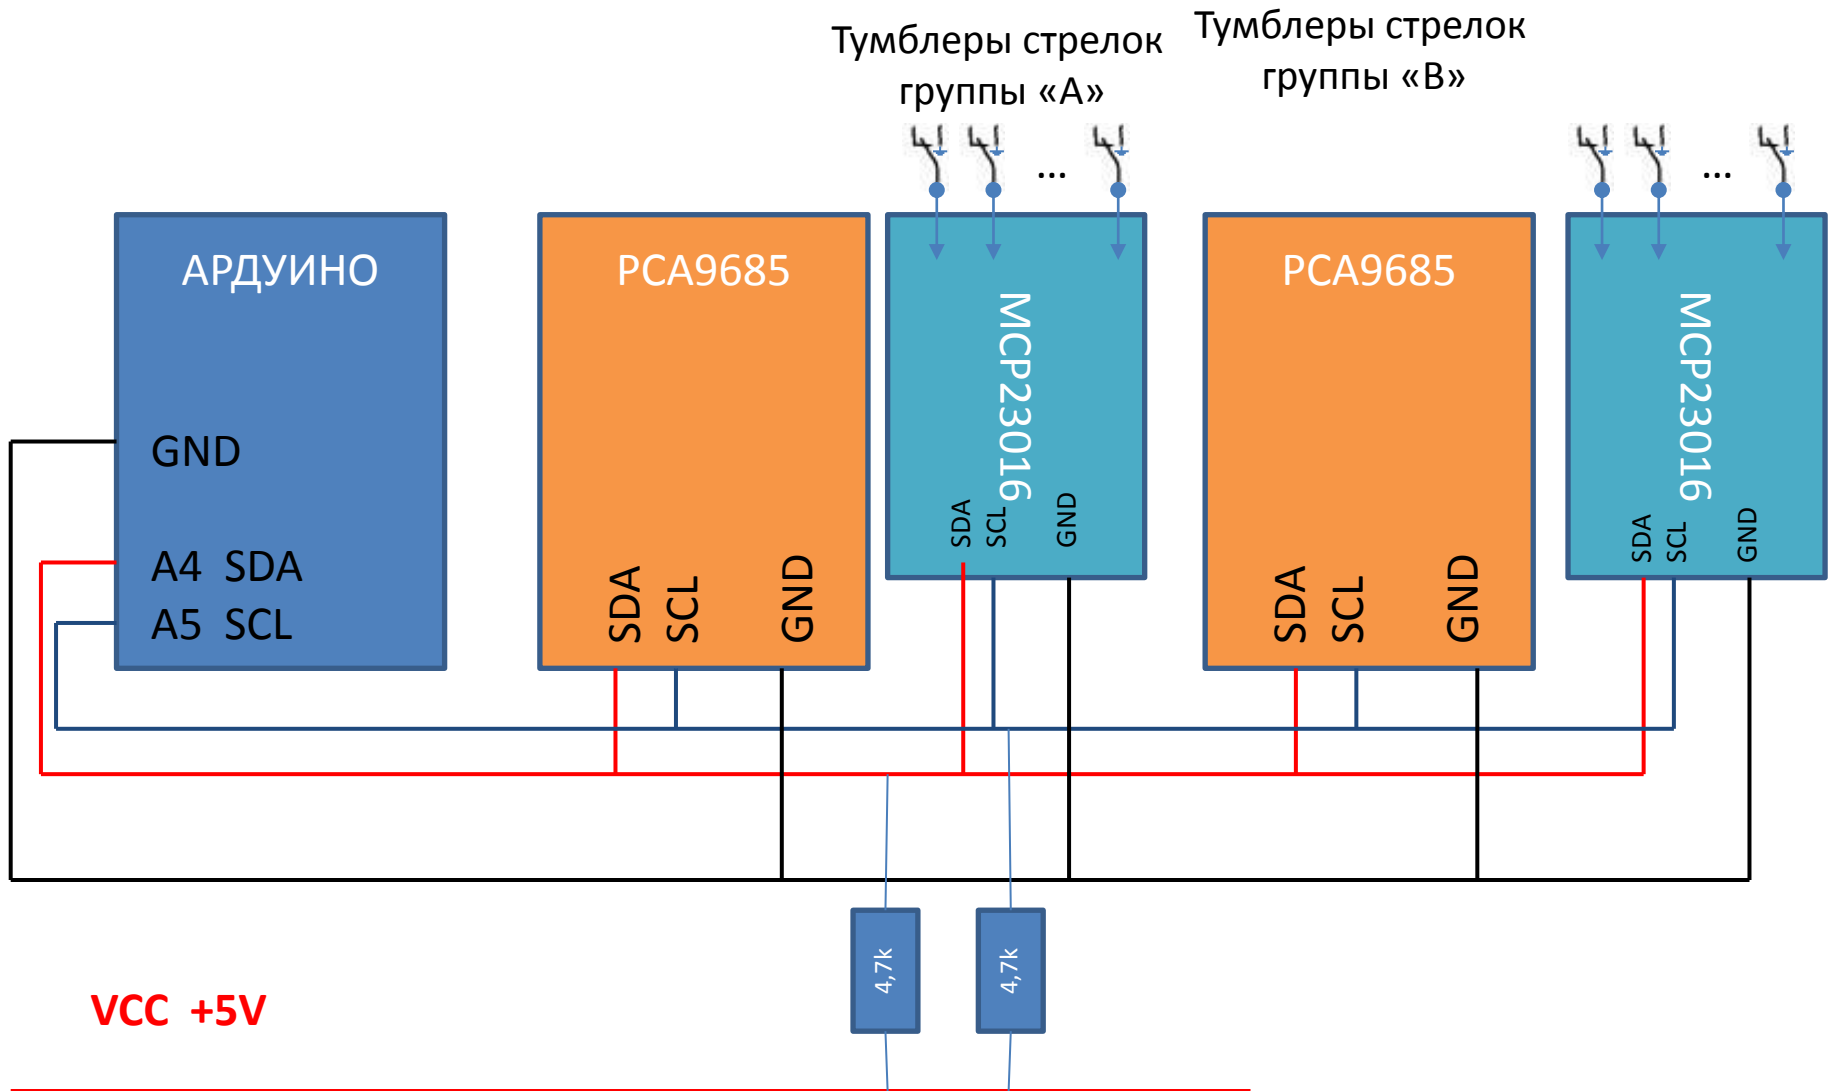 Тумблеры стрелок
группы «А»
Тумблеры стрелок
группы «В»
...
...
АРДУИНО
GND
A4 SDA
A5 SCL
PCA9685
SDA
SCL
GND
MCP23016
SDA
SCL
GND
PCA9685
SDA
SCL
GND
MCP23016
SDA
SCL
GND
4,7k
4,7k
VCC +5V